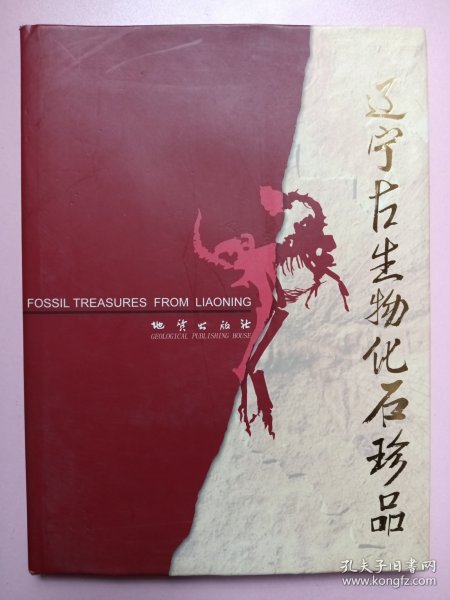 辽宁古生物化石珍品
FOSSIL TREASURES FROM LIAONING
地质出版社
GEOLOGICAL PUBLISHING HOUSE
孔夫子旧书网
www.kongfz.com